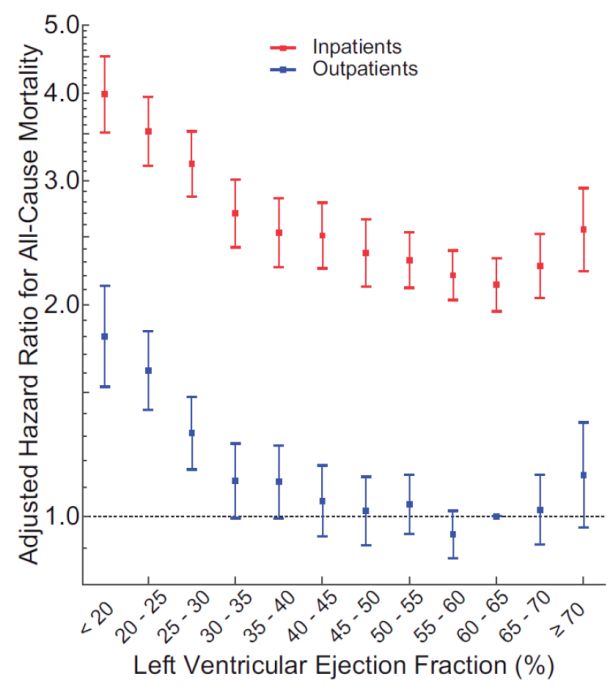 Adjusted Hazard Ratio for All-Cause Mortality
5.0
4.0
3.0
2.0
1.0
Inpatients
Outpatients
< 20
20 - 25
25 - 30
30 - 35
35 - 40
40 - 45
45 - 50
50 - 55
55 - 60
60 - 65
65 - 70
≥ 70
Left Ventricular Ejection Fraction (%)